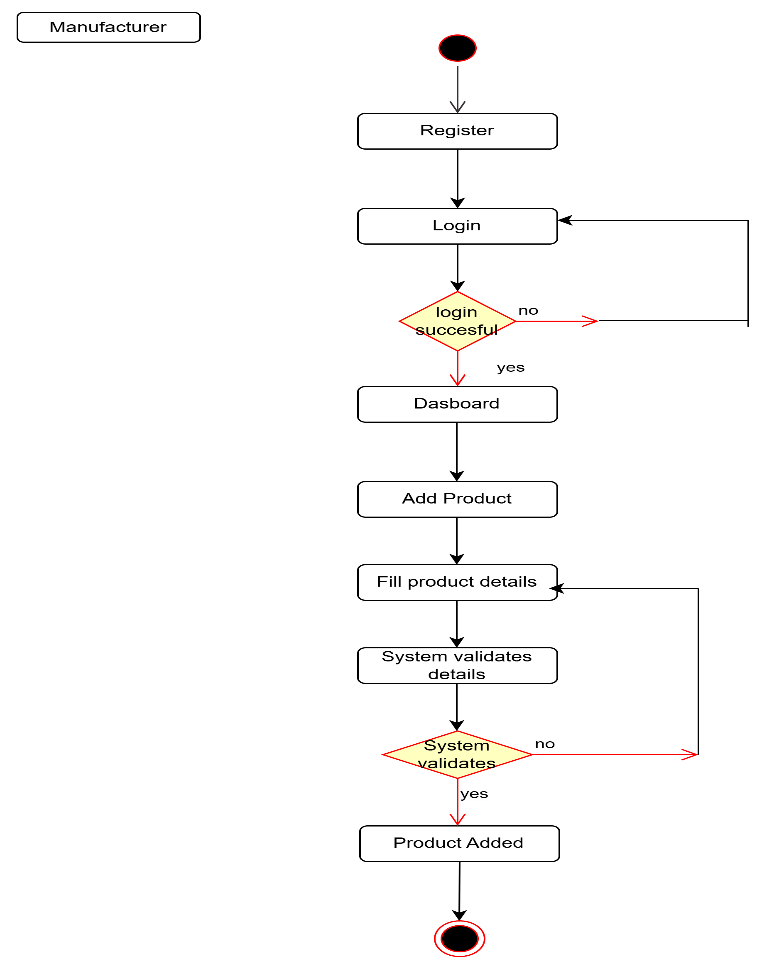 Manufacturer
Register
Login
login
succesful
no
yes
Dasboard
Add Product
Fill product details
System validates
details
System
validates
no
yes
Product Added